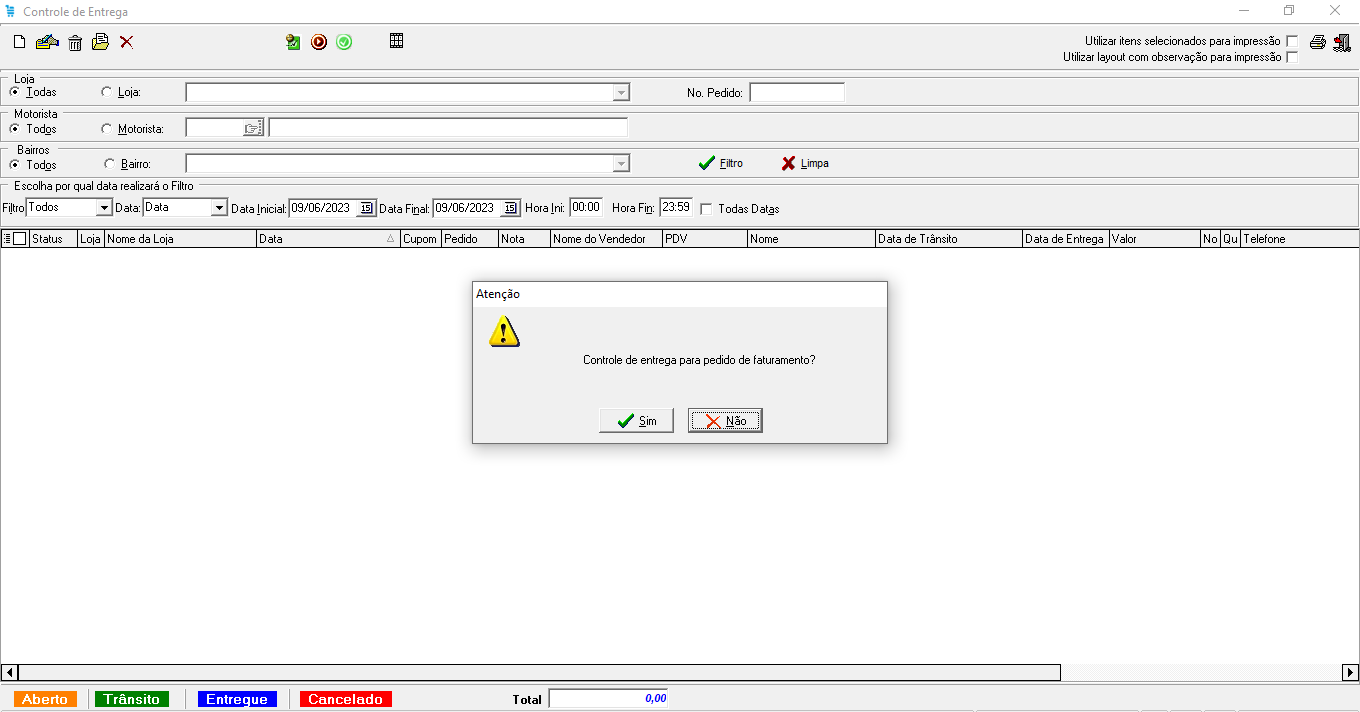 Controle de Entrega
Utilizar itens selecionados para impressão
Utilizar layout com observação para impressão
Loja
Todas Loja: No. Pedido:
Motorista
Todos Motorista:
Bairros
Todos Bairro: Filtro Limpa
Escolha por qual data realizará o Filtro
Filtro Todos Data: Data Data Inicial: 09/06/2023 15 Data Final: 09/06/2023 15 Hora Ini: 00:00 Hora Fin: 23:59 Todas Datas
Status Loja Nome da Loja Data Cupom Pedido Nota Nome do Vendedor PDV Nome Data de Trânsito Data de Entrega Valor No Qu Telefone
Atenção
Controle de entrega para pedido de faturamento?
Sim Não
Aberto Trânsito Entregue Cancelado Total 0,00